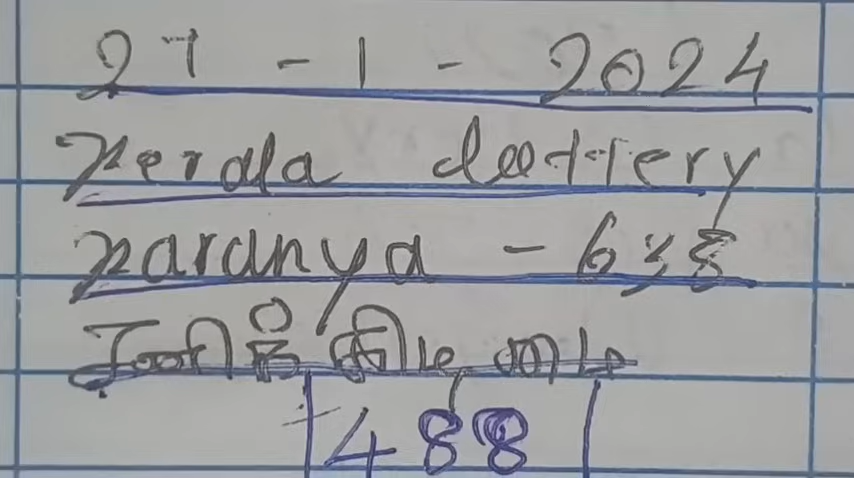 27 - 1 - 2024
Kerala Lottery
Karunya - 638
488